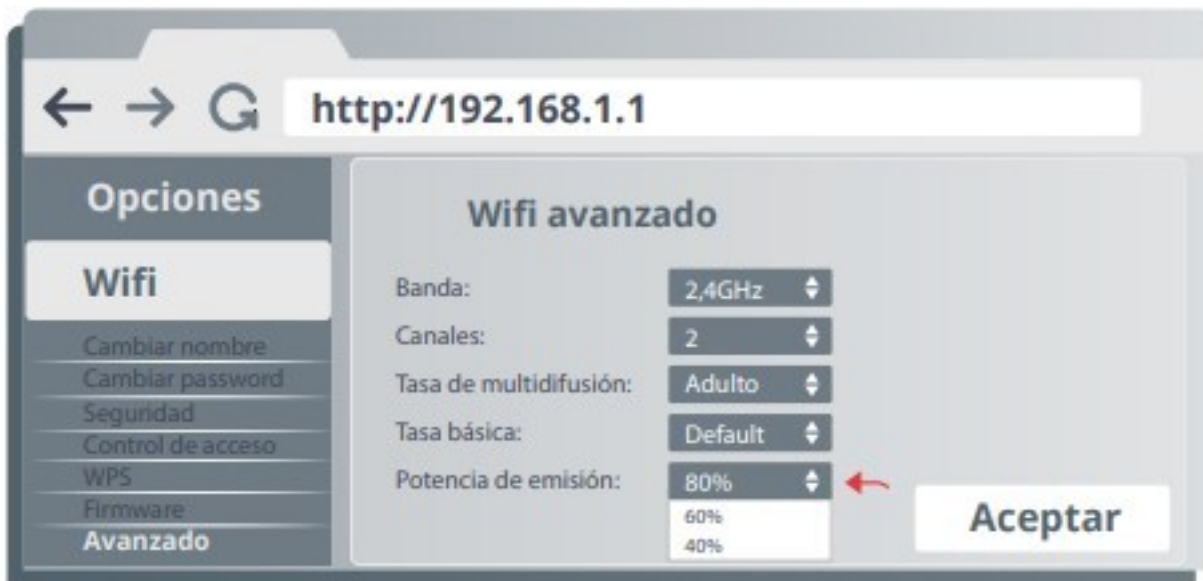 http://192.168.1.1
Opciones
Wifi
Cambiar nombre
Cambiar password
Seguridad
Control de acceso
WPS
Firmware
Avanzado
Wifi avanzado
Banda: 2,4GHz
Canales: 2
Tasa de multidifusión: Adulto
Tasa básica: Default
Potencia de emisión: 80%
60%
40%
Aceptar